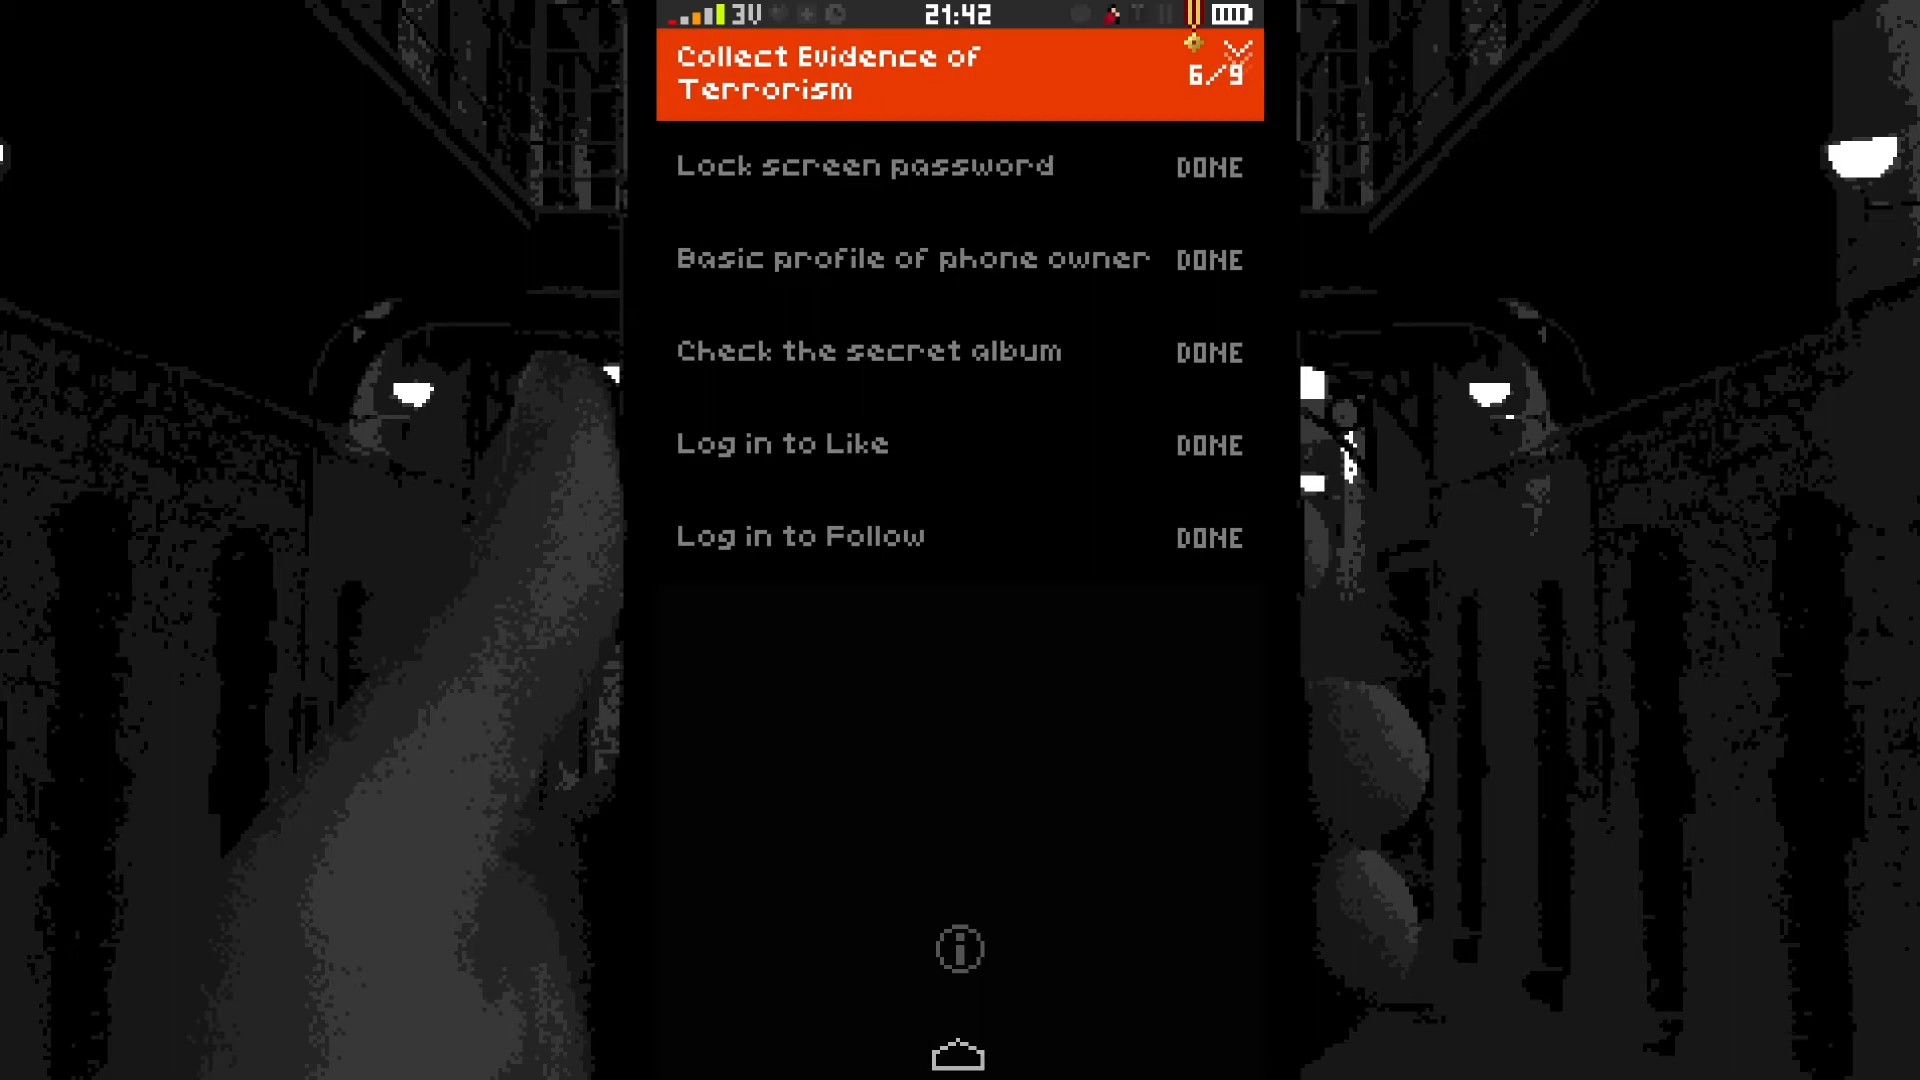 3V
21:42
Collect Evidence of
Terrorism
6/9
Lock screen password DONE
Basic profile of phone owner DONE
Check the secret album DONE
Log in to Like DONE
Log in to Follow DONE